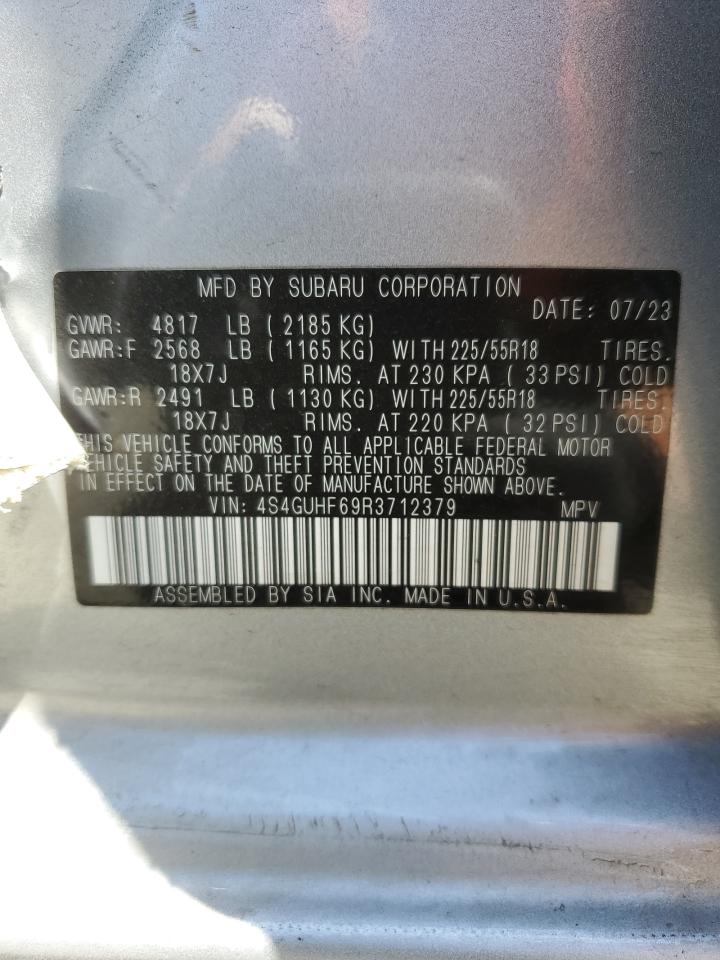 MFD BY SUBARU CORPORATION
DATE: 07/23
GVWR: 4817 LB ( 2185 KG)
GAWR:F 2568 LB ( 1165 KG) WITH 225/55R18 TIRES.
18X7J RIMS. AT 230 KPA ( 33 PSI) COLD
GAWR:R 2491 LB ( 1130 KG) WITH 225/55R18 TIRES.
18X7J RIMS. AT 220 KPA ( 32 PSI) COLD
THIS VEHICLE CONFORMS TO ALL APPLICABLE FEDERAL MOTOR
VEHICLE SAFETY AND THEFT PREVENTION STANDARDS
IN EFFECT ON THE DATE OF MANUFACTURE SHOWN ABOVE.
VIN: 4S4GUHF69R3712379 MPV
ASSEMBLED BY SIA INC. MADE IN U.S.A.